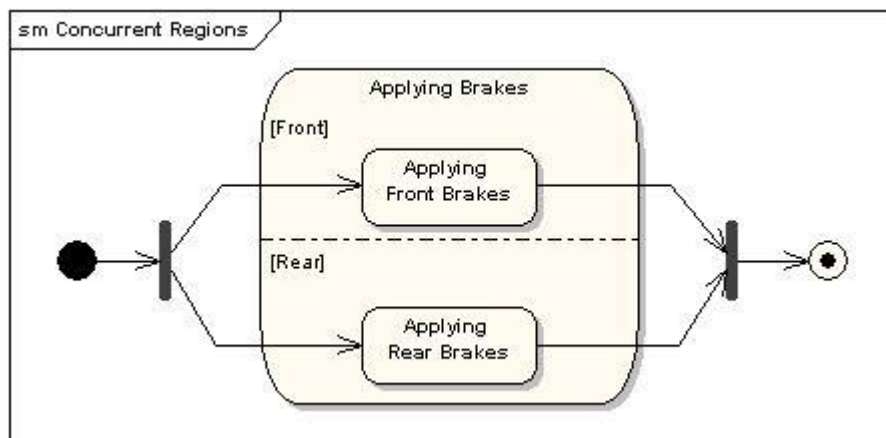 sm Concurrent Regions
Applying Brakes
[Front]
Applying
Front Brakes
[Rear]
Applying
Rear Brakes